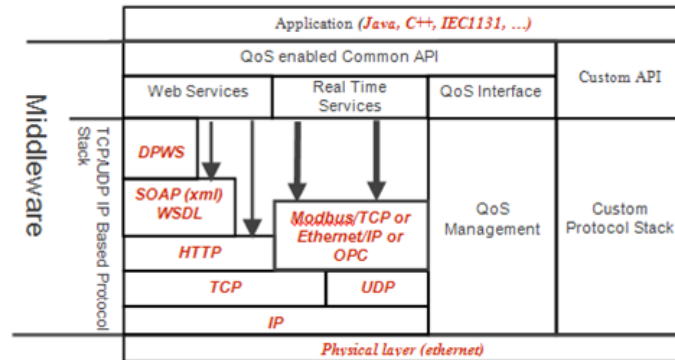 Application (Java, C++, IEC1131, ...)
Middleware
QoS enabled Common API
Custom API
Web Services
Real Time
Services
QoS Interface
TCP/UDP IP Based Protocol
Stack
DPWS
SOAP (xml)
WSDL
Modbus/TCP or
Ethernet/IP or
OPC
HTTP
QoS
Management
Custom
Protocol Stack
TCP
UDP
IP
Physical layer (ethernet)